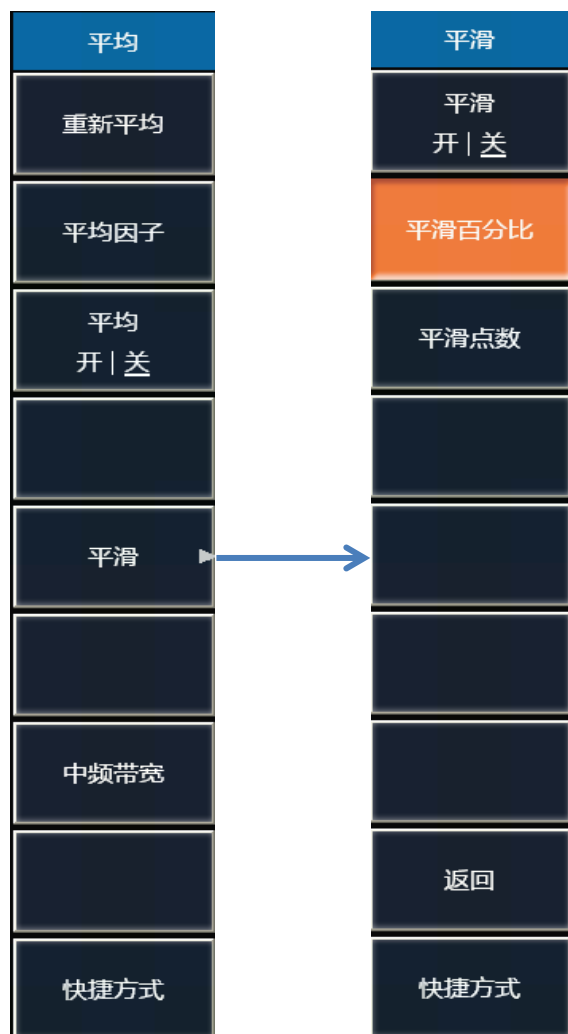 平均
重新平均
平均因子
平均
开 | 关
平滑
中频带宽
快捷方式
平滑
平滑
开 | 关
平滑百分比
平滑点数
返回
快捷方式